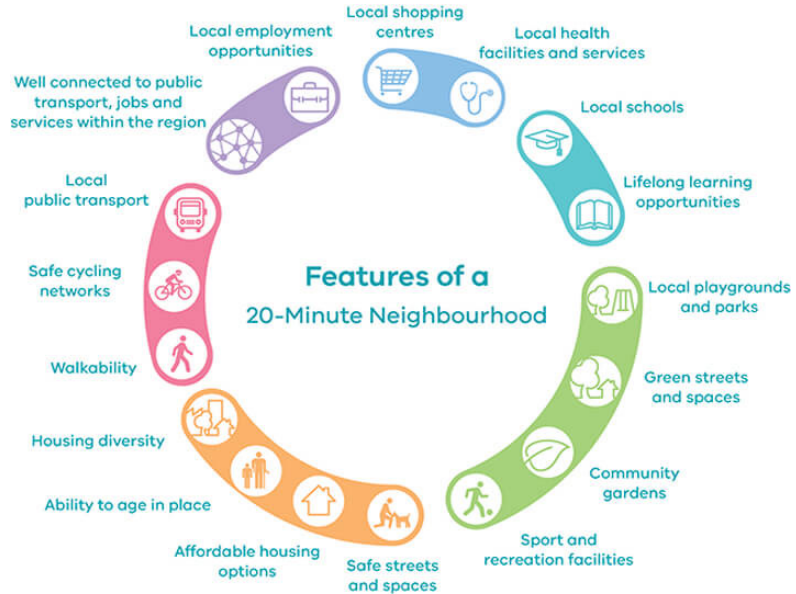 Features of a
20-Minute Neighbourhood
Local shopping
centres
Local health
facilities and services
Local schools
Lifelong learning
opportunities
Local playgrounds
and parks
Green streets
and spaces
Community
gardens
Sport and
recreation facilities
Safe streets
and spaces
Affordable housing
options
Ability to age in place
Housing diversity
Walkability
Safe cycling
networks
Local
public transport
Well connected to public
transport, jobs and
services within the region
Local employment
opportunities